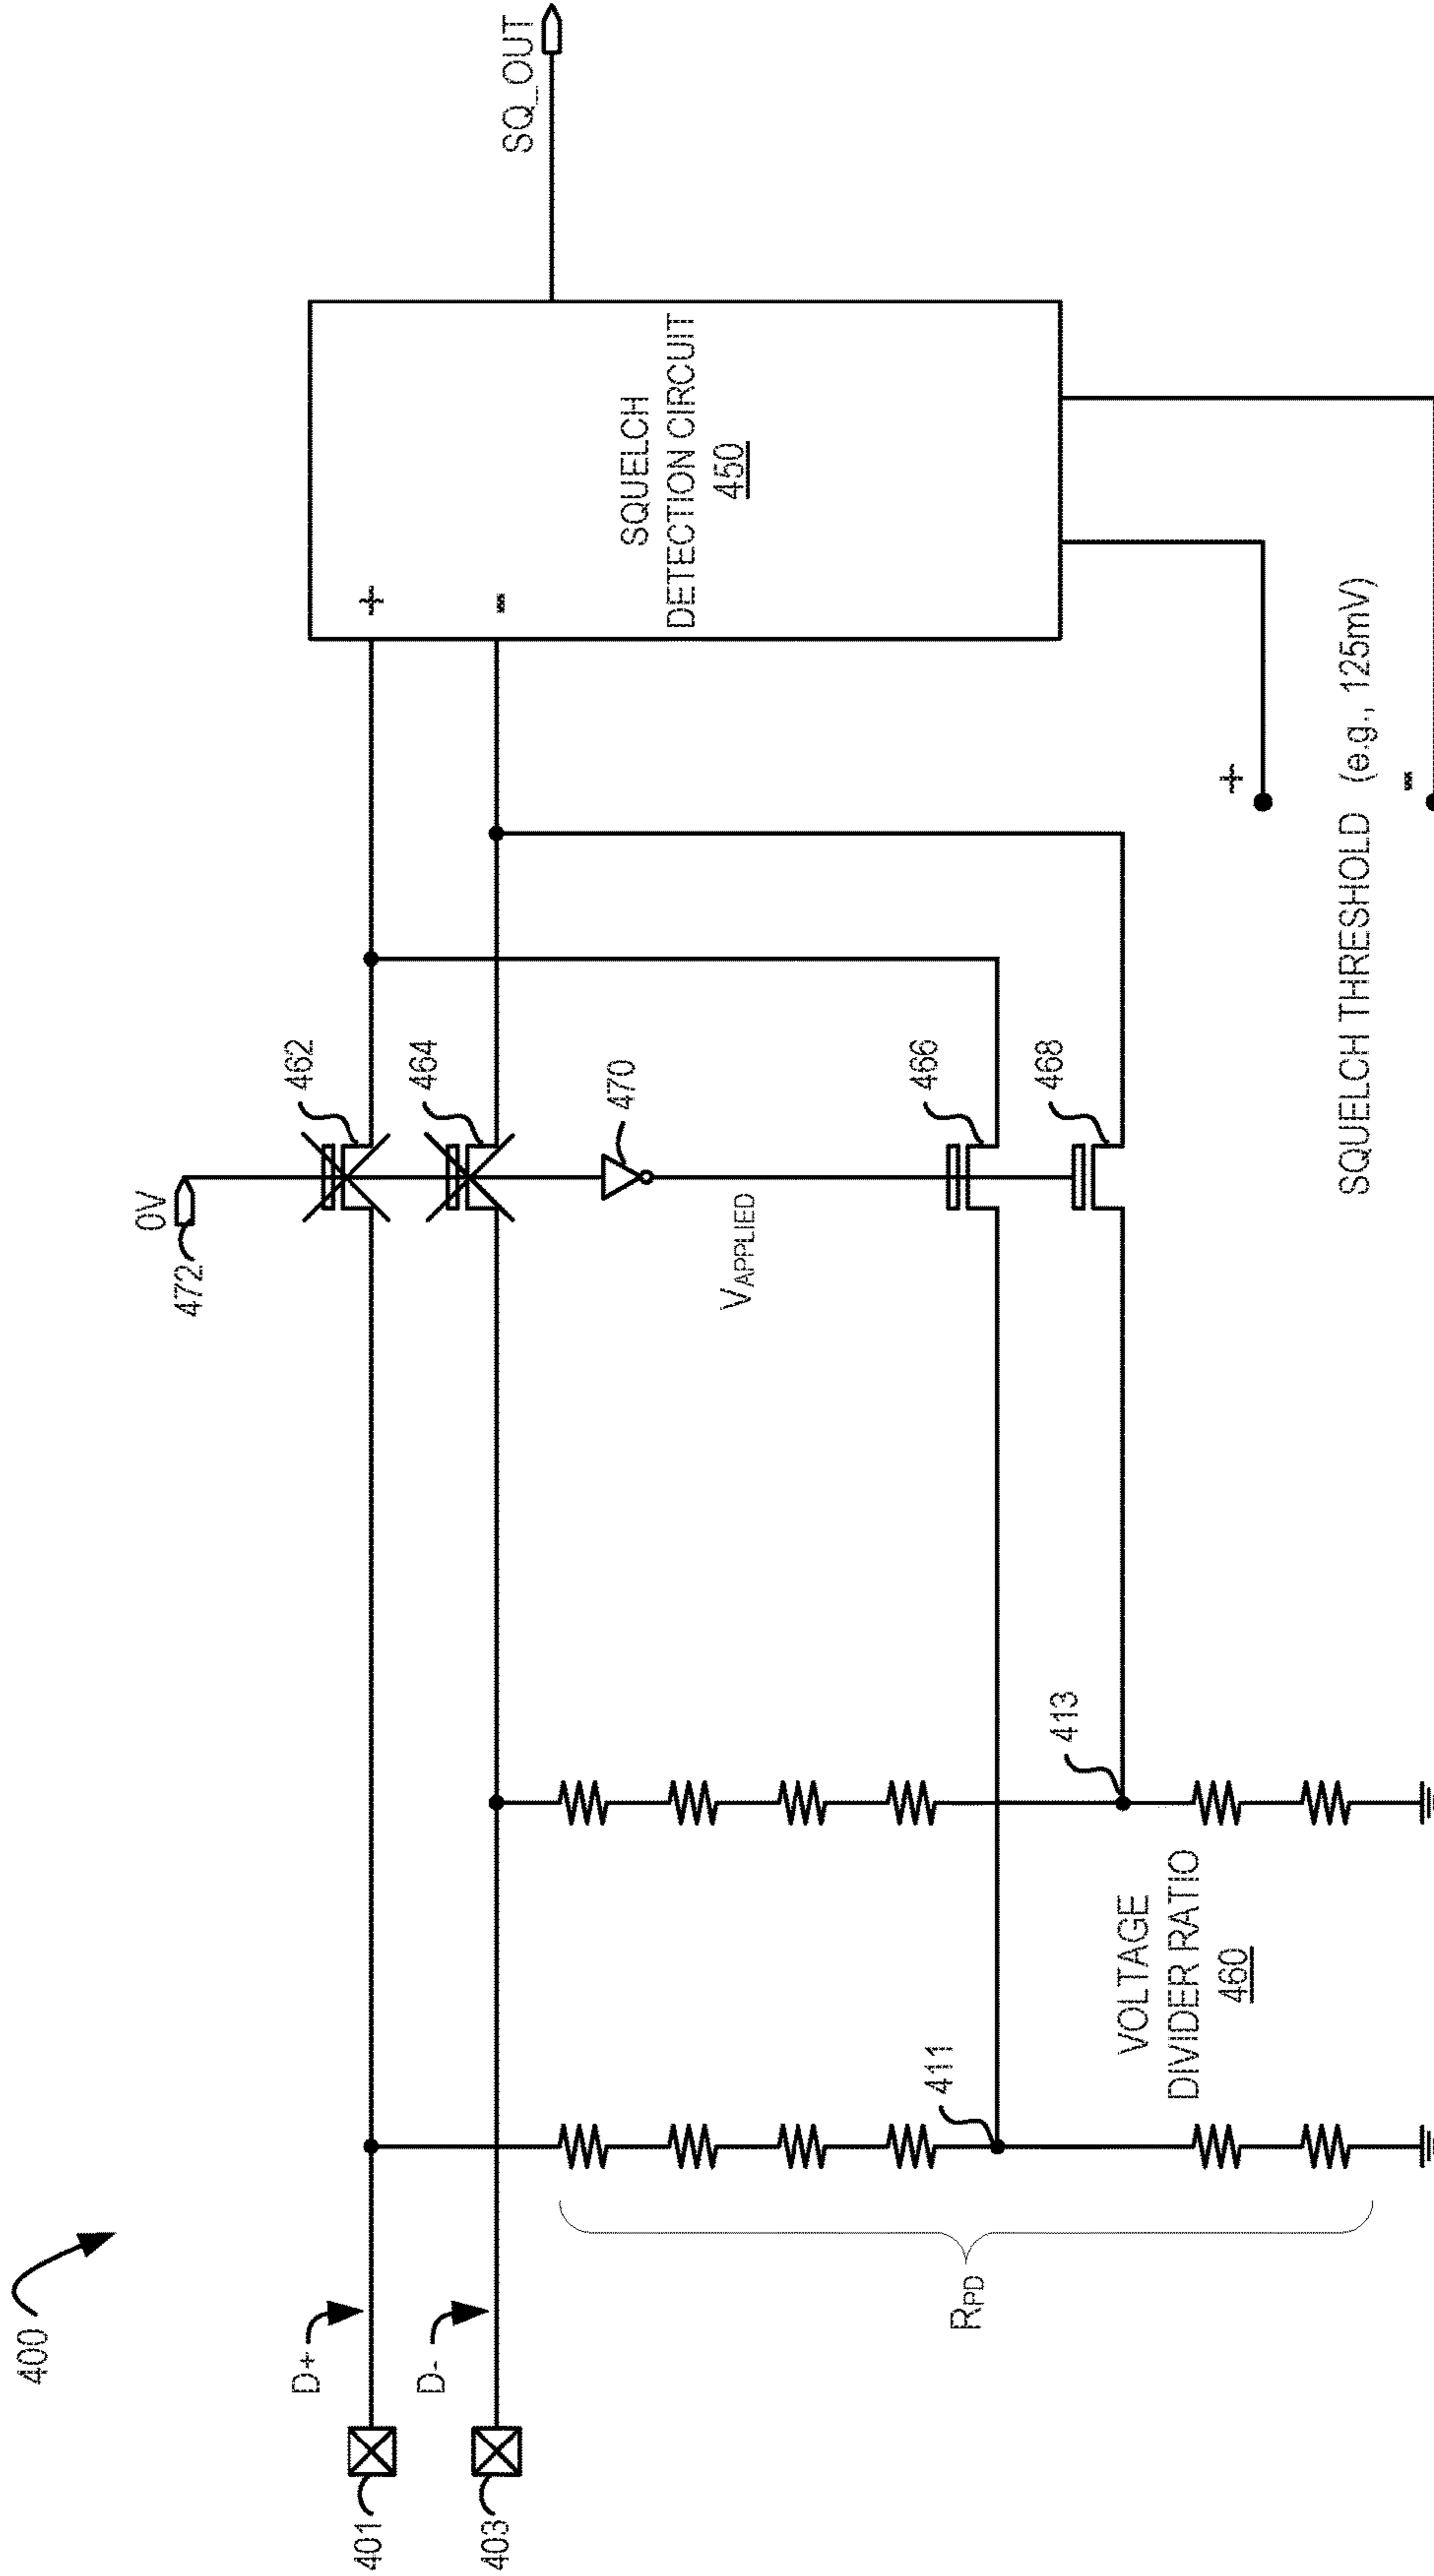 400
401
D+
403
D-
RPD
411
413
VOLTAGE
DIVIDER RATIO
460
472
0V
462
464
470
VAPPLIED
466
468
+
-
SQUELCH
DETECTION CIRCUIT
450
SQ_OUT
+
SQUELCH THRESHOLD (e.g., 125mV)
-